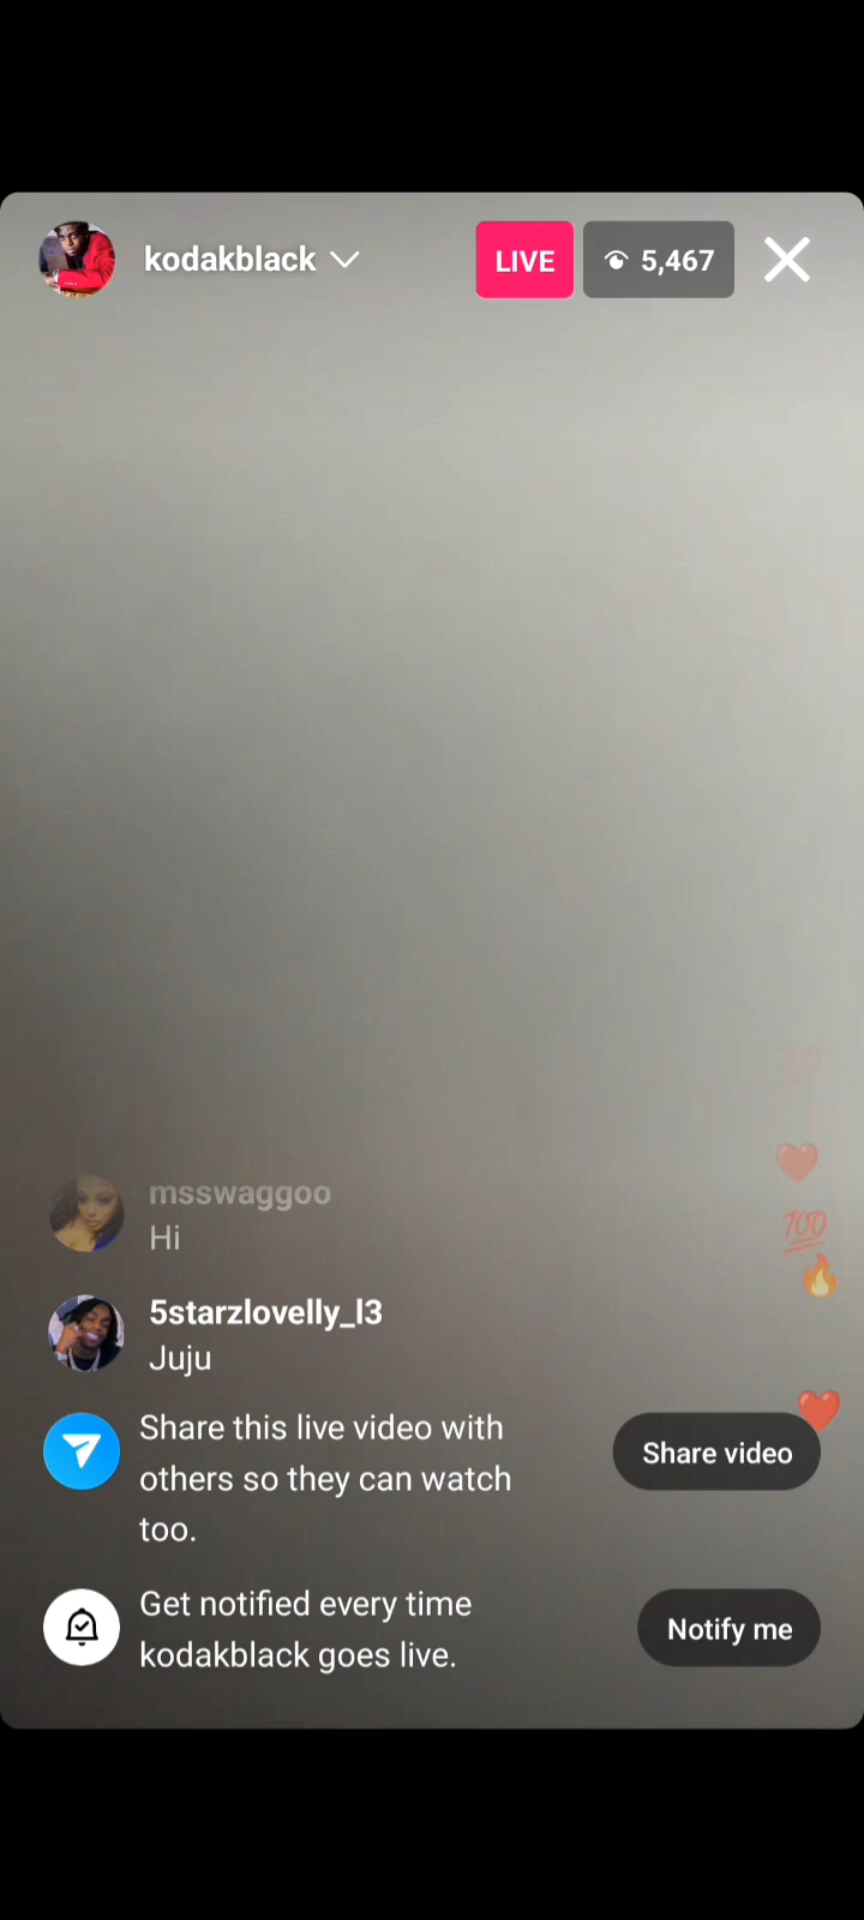 kodakblack
LIVE
5,467
msswaggoo
Hi
5starzlovelly_l3
Juju
Share this live video with
others so they can watch
too.
Share video
Get notified every time
kodakblack goes live.
Notify me